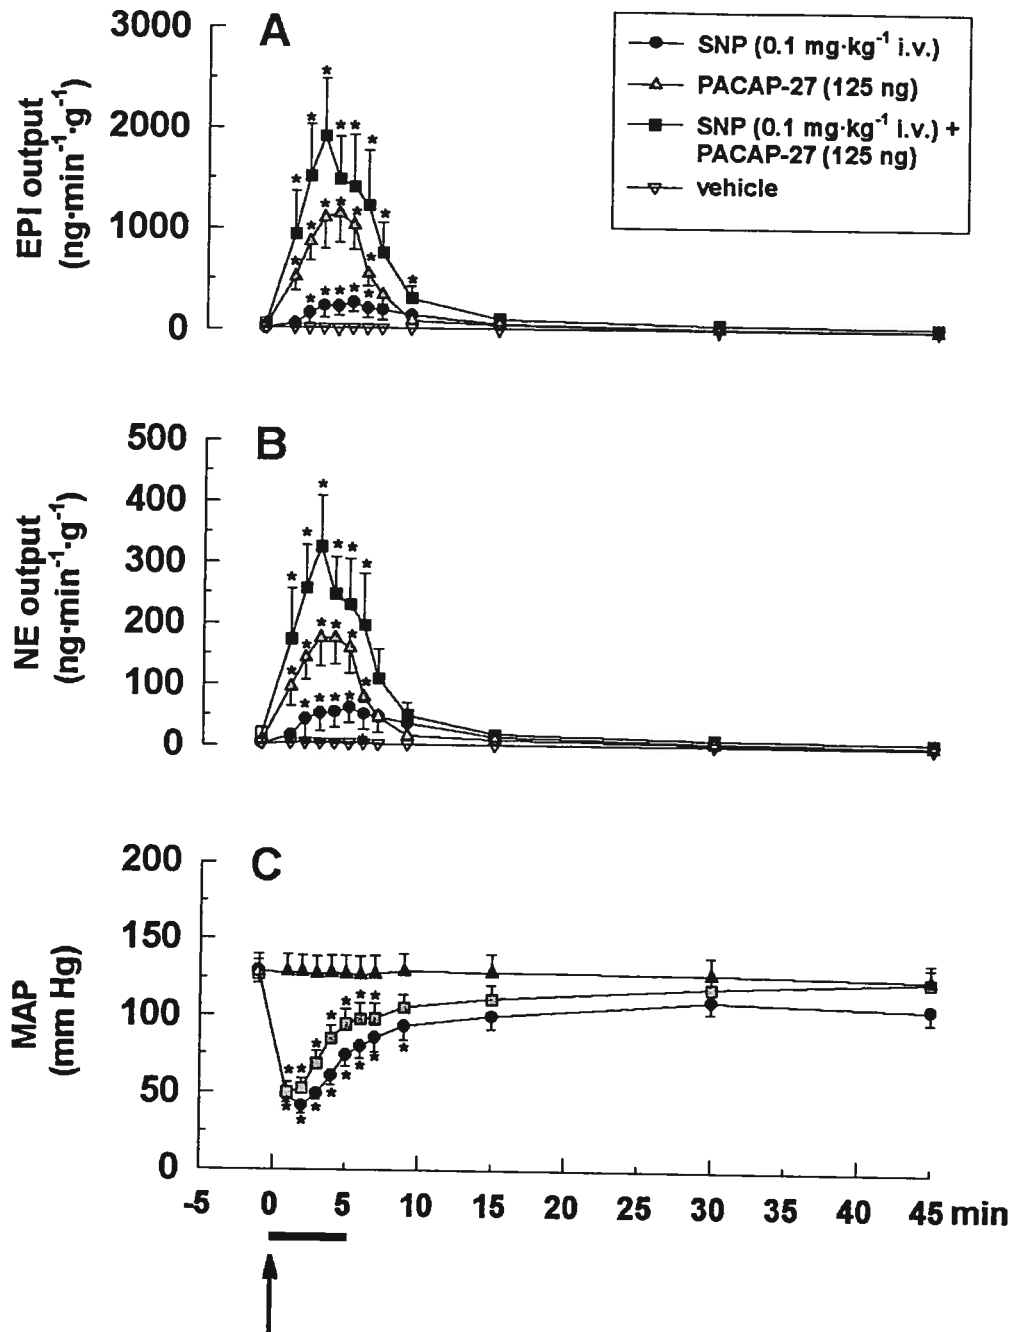 A
SNP (0.1 mg·kg⁻¹ i.v.)
PACAP-27 (125 ng)
SNP (0.1 mg·kg⁻¹ i.v.) +
PACAP-27 (125 ng)
vehicle
EPI output
(ng·min⁻¹·g⁻¹)
3000
2000
1000
0
B
NE output
(ng·min⁻¹·g⁻¹)
500
400
300
200
100
0
C
MAP
(mm Hg)
200
150
100
50
0
-5 0 5 10 15 20 25 30 35 40 45 min